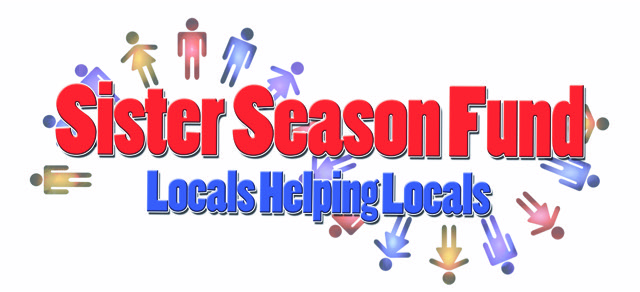 Sister Season Fund
Locals Helping Locals